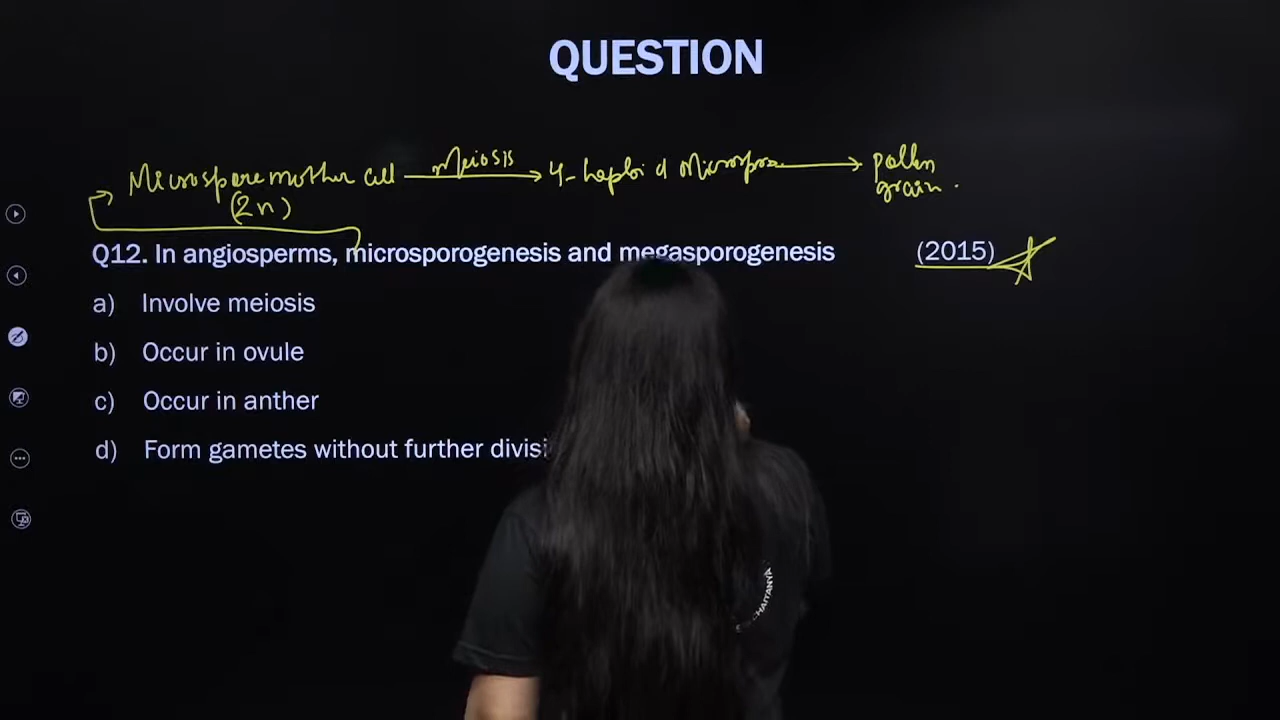 QUESTION
Microspore mother cell Meiosis 4- haploid Microspore pollen
(2n) grain.
Q12. In angiosperms, microsporogenesis and megasporogenesis (2015)
a) Involve meiosis
b) Occur in ovule
c) Occur in anther
d) Form gametes without further divisi
CHAITANYA